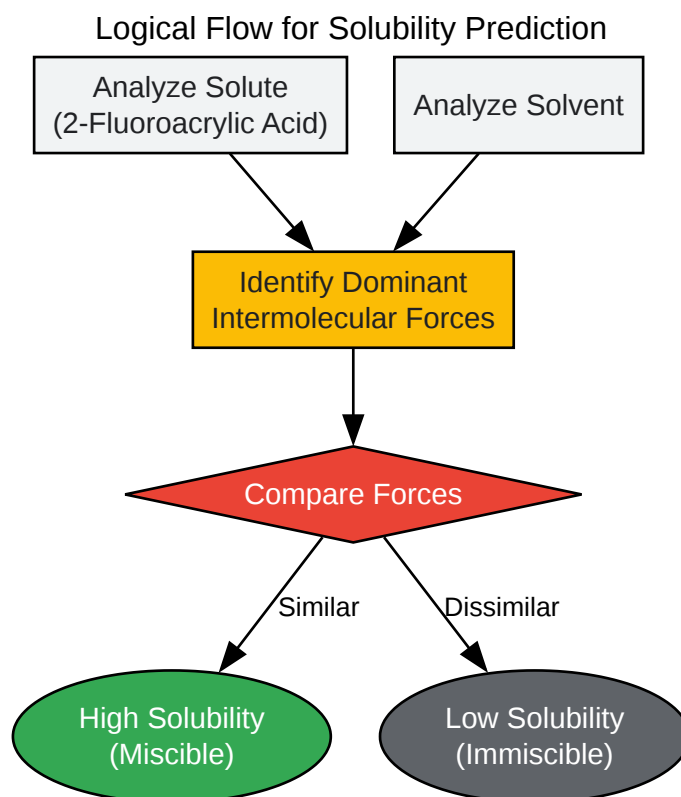 Logical Flow for Solubility Prediction
Analyze Solute
(2-Fluoroacrylic Acid)
Analyze Solvent
Identify Dominant
Intermolecular Forces
Compare Forces
Similar
Dissimilar
High Solubility
(Miscible)
Low Solubility
(Immiscible)